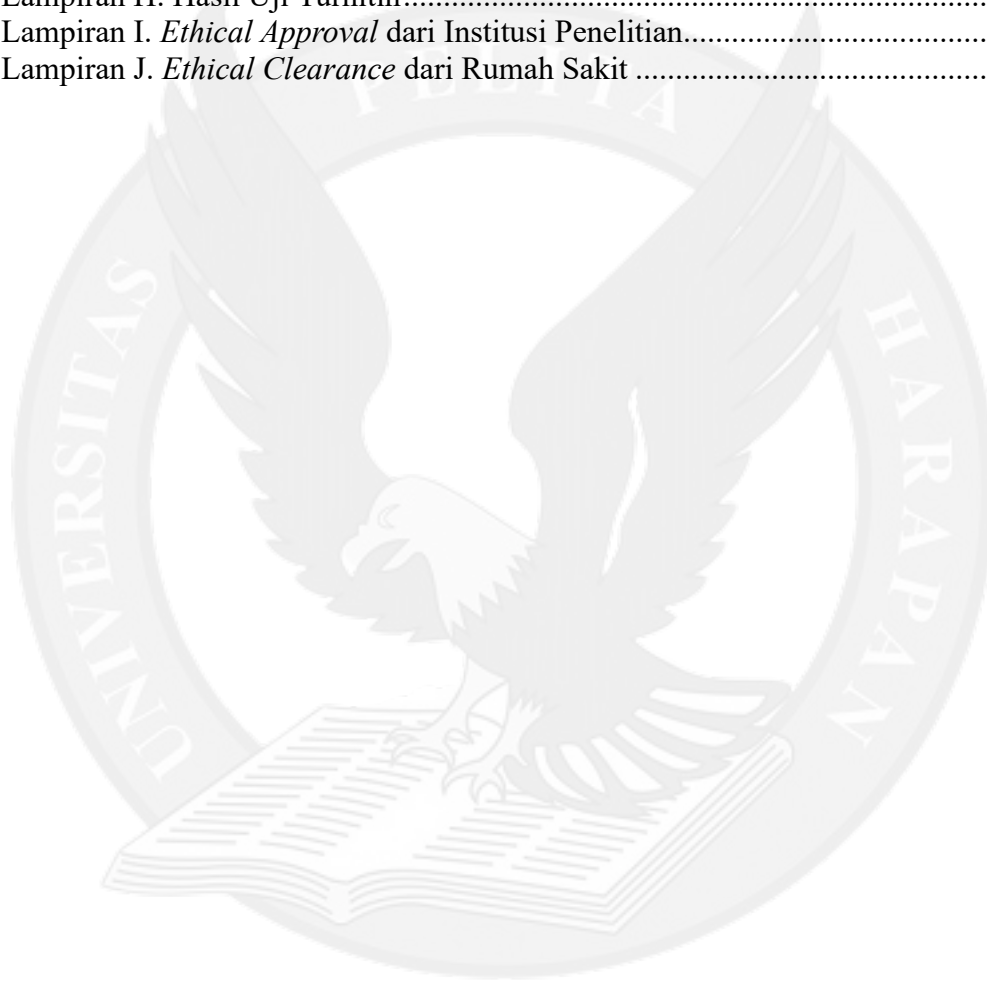 Lampiran H. Hasil Uji Turnitin....................................................................................
Lampiran I. Ethical Approval dari Institusi Penelitian......................................
Lampiran J. Ethical Clearance dari Rumah Sakit ............................................
UNIVERSITAS PELITA HARAPAN